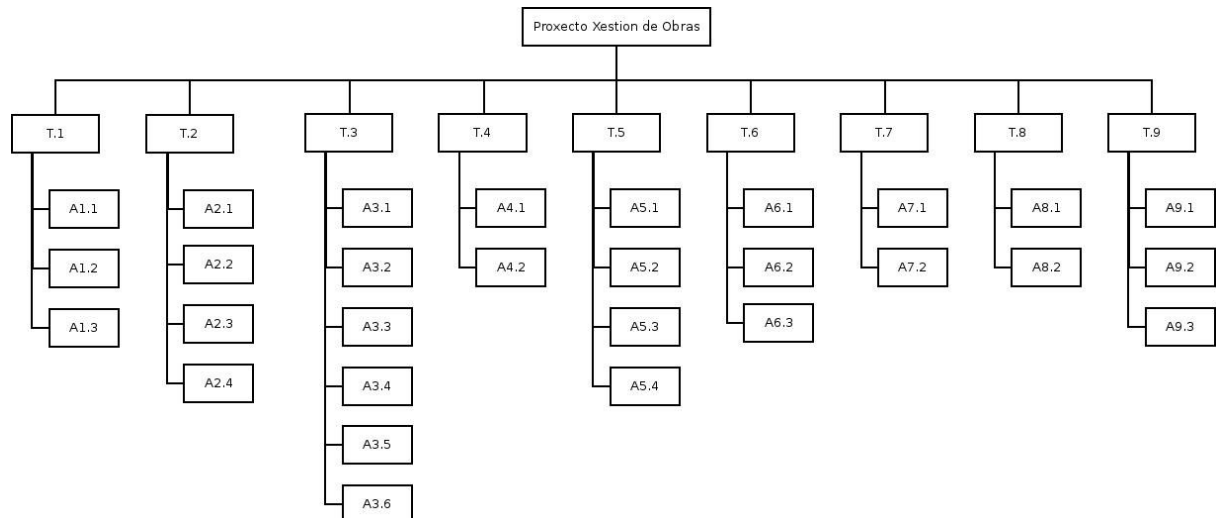 Proxecto Xestion de Obras
T.1
T.2
T.3
T.4
T.5
T.6
T.7
T.8
T.9
A1.1
A1.2
A1.3
A2.1
A2.2
A2.3
A2.4
A3.1
A3.2
A3.3
A3.4
A3.5
A3.6
A4.1
A4.2
A5.1
A5.2
A5.3
A5.4
A6.1
A6.2
A6.3
A7.1
A7.2
A8.1
A8.2
A9.1
A9.2
A9.3